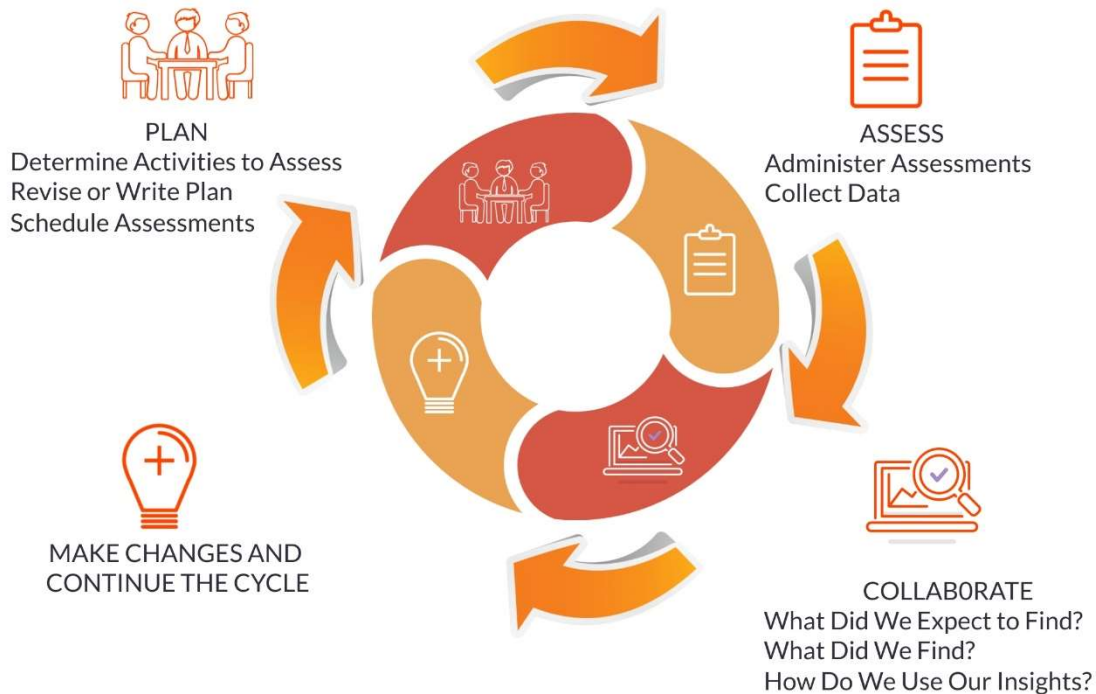 PLAN
Determine Activities to Assess
Revise or Write Plan
Schedule Assessments
ASSESS
Administer Assessments
Collect Data
MAKE CHANGES AND
CONTINUE THE CYCLE
COLLAB0RATE
What Did We Expect to Find?
What Did We Find?
How Do We Use Our Insights?